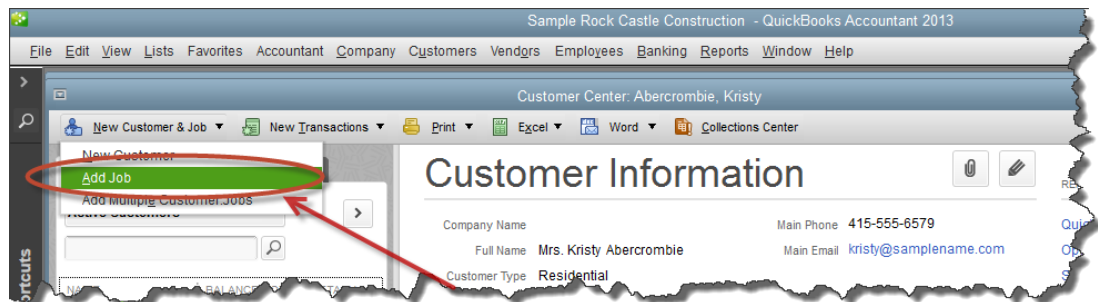 Sample Rock Castle Construction - QuickBooks Accountant 2013
File Edit View Lists Favorites Accountant Company Customers Vendors Employees Banking Reports Window Help
Customer Center: Abercrombie, Kristy
New Customer & Job New Transactions Print Excel Word Collections Center
New Customer
Add Job
Add Multiple Customer:Jobs
Active Customers
Customer Information
Company Name
Main Phone 415-555-6579
Full Name Mrs. Kristy Abercrombie
Main Email kristy@samplename.com
Customer Type Residential
BALANC